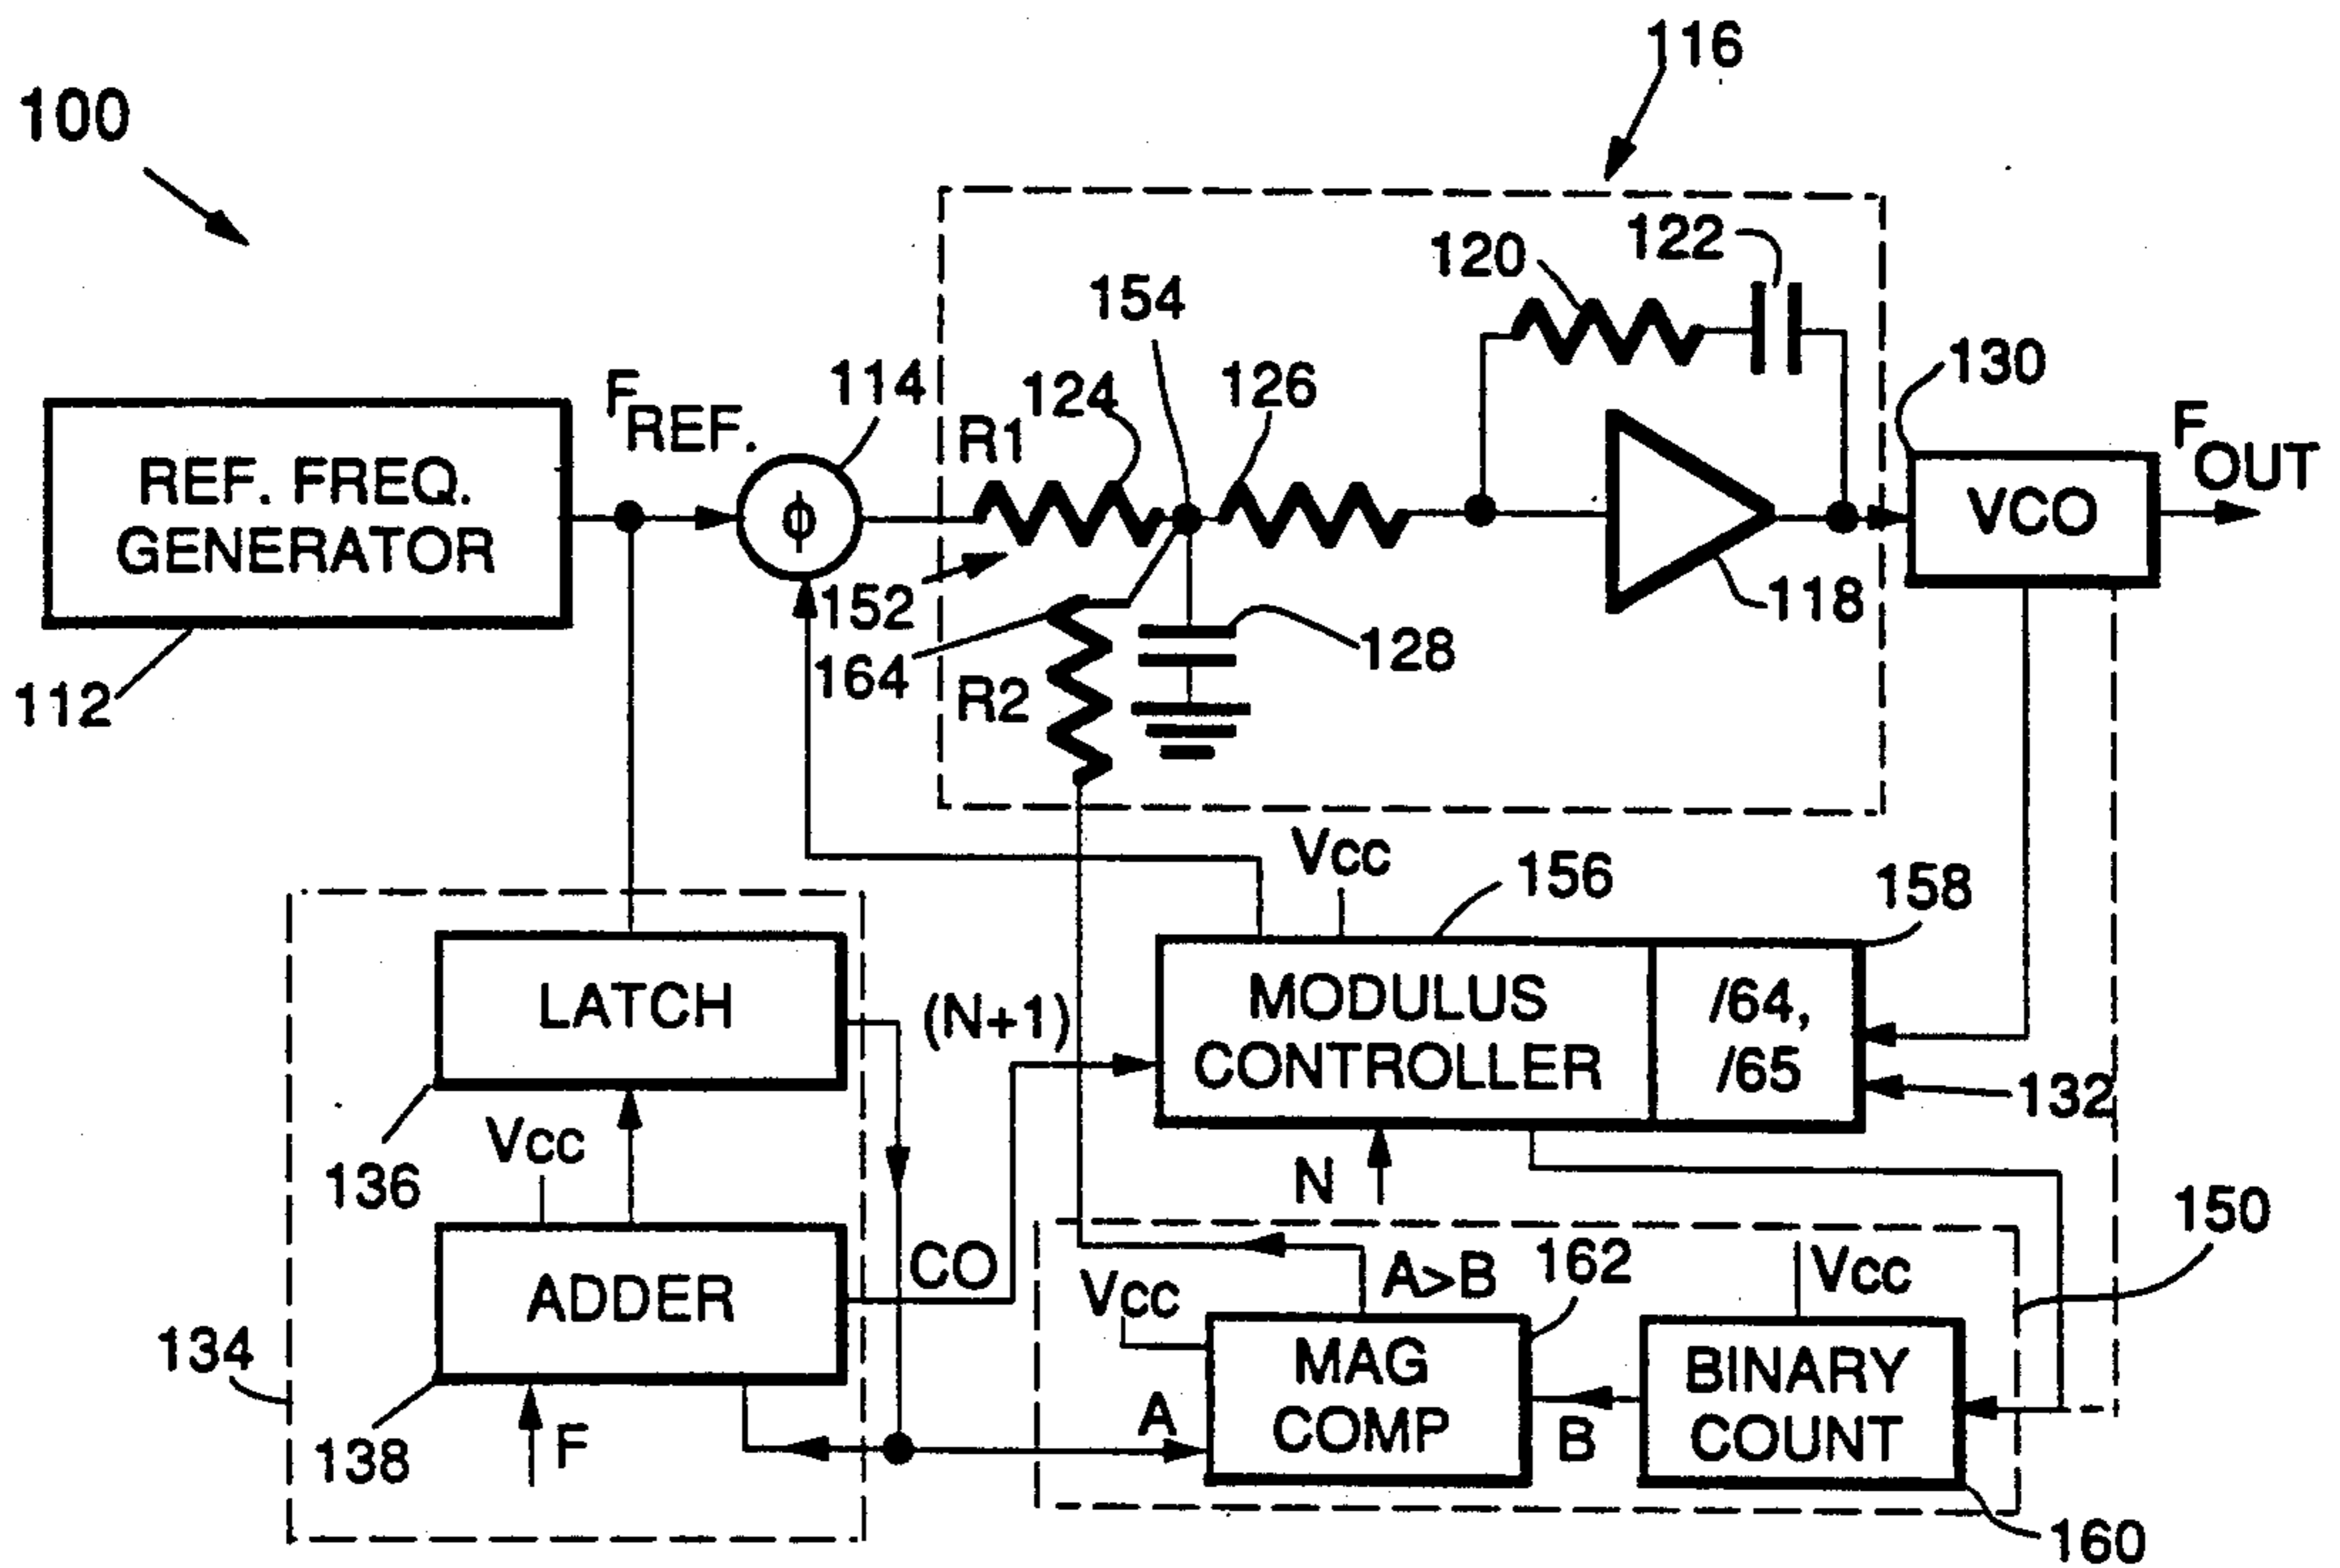 116
100
122
120
154
130
114
126
124
F REF.
R1
F OUT
REF. FREQ.
GENERATOR
ϕ
VCO
152
118
164
128
R2
112
Vcc
156
158
LATCH
(N+1)
MODULUS
CONTROLLER
/64,
/65
132
Vcc
136
N
150
CO
A>B
162
Vcc
Vcc
ADDER
134
MAG
COMP
BINARY
COUNT
A
B
F
138
160